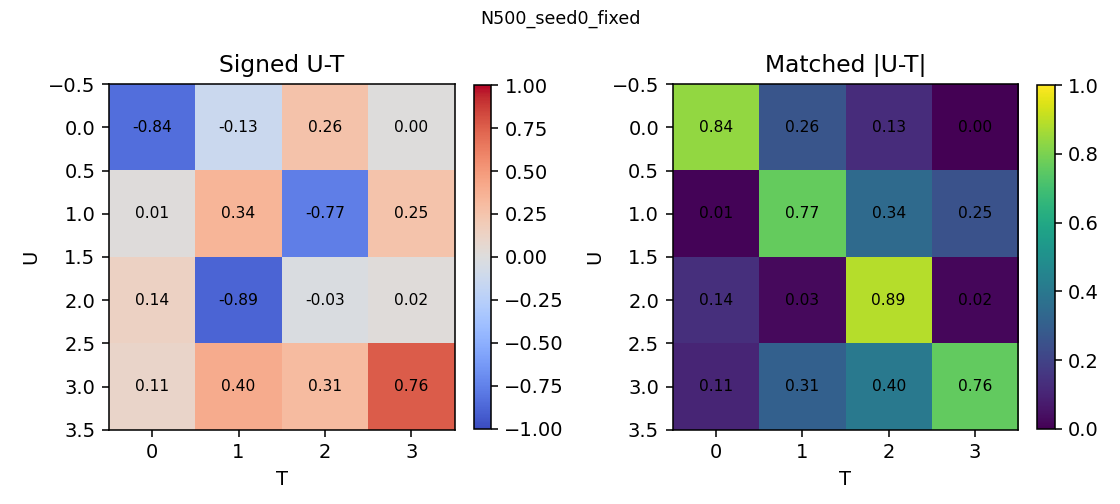 N500_seed0_fixed
Signed U-T
−0.5
0.0
0.5
1.0
1.5
2.0
2.5
3.0
3.5
U
-0.84 -0.13 0.26 0.00
0.01 0.34 -0.77 0.25
0.14 -0.89 -0.03 0.02
0.11 0.40 0.31 0.76
0 1 2 3
T
1.00
0.75
0.50
0.25
0.00
−0.25
−0.50
−0.75
−1.00
Matched |U-T|
−0.5
0.0
0.5
1.0
1.5
2.0
2.5
3.0
3.5
U
0.84 0.26 0.13 0.00
0.01 0.77 0.34 0.25
0.14 0.03 0.89 0.02
0.11 0.31 0.40 0.76
0 1 2 3
T
1.0
0.8
0.6
0.4
0.2
0.0